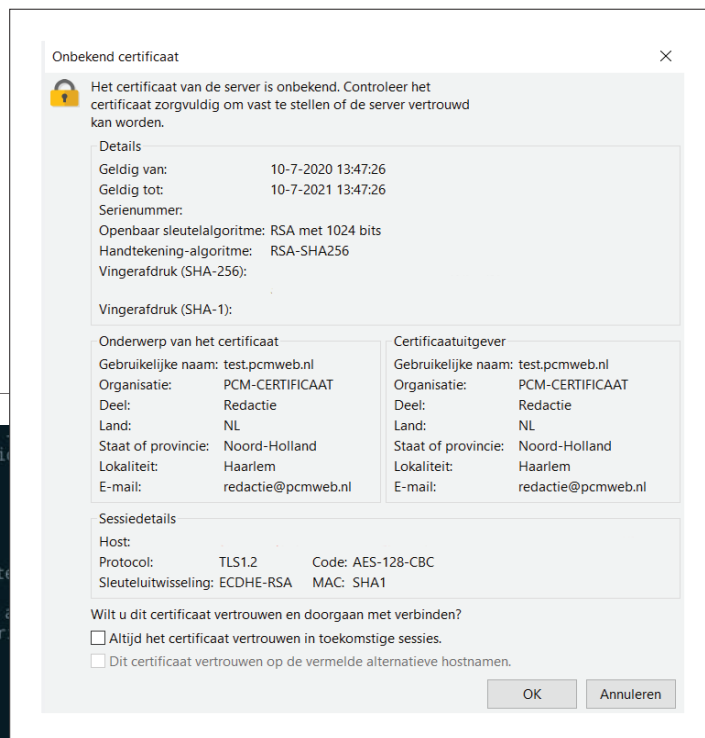 Onbekend certificaat
Het certificaat van de server is onbekend. Controleer het
certificaat zorgvuldig om vast te stellen of de server vertrouwd
kan worden.
Details
Geldig van: 10-7-2020 13:47:26
Geldig tot: 10-7-2021 13:47:26
Serienummer:
Openbaar sleutelalgoritme: RSA met 1024 bits
Handtekening-algoritme: RSA-SHA256
Vingerafdruk (SHA-256):
Vingerafdruk (SHA-1):
Onderwerp van het certificaat
Gebruikelijke naam: test.pcmweb.nl
Organisatie: PCM-CERTIFICAAT
Deel: Redactie
Land: NL
Staat of provincie: Noord-Holland
Lokaliteit: Haarlem
E-mail: redactie@pcmweb.nl
Certificaatuitgever
Gebruikelijke naam: test.pcmweb.nl
Organisatie: PCM-CERTIFICAAT
Deel: Redactie
Land: NL
Staat of provincie: Noord-Holland
Lokaliteit: Haarlem
E-mail: redactie@pcmweb.nl
Sessiedetails
Host:
Protocol: TLS1.2 Code: AES-128-CBC
Sleuteluitwisseling: ECDHE-RSA MAC: SHA1
Wilt u dit certificaat vertrouwen en doorgaan met verbinden?
Altijd het certificaat vertrouwen in toekomstige sessies.
Dit certificaat vertrouwen op de vermelde alternatieve hostnamen.
OK Annuleren